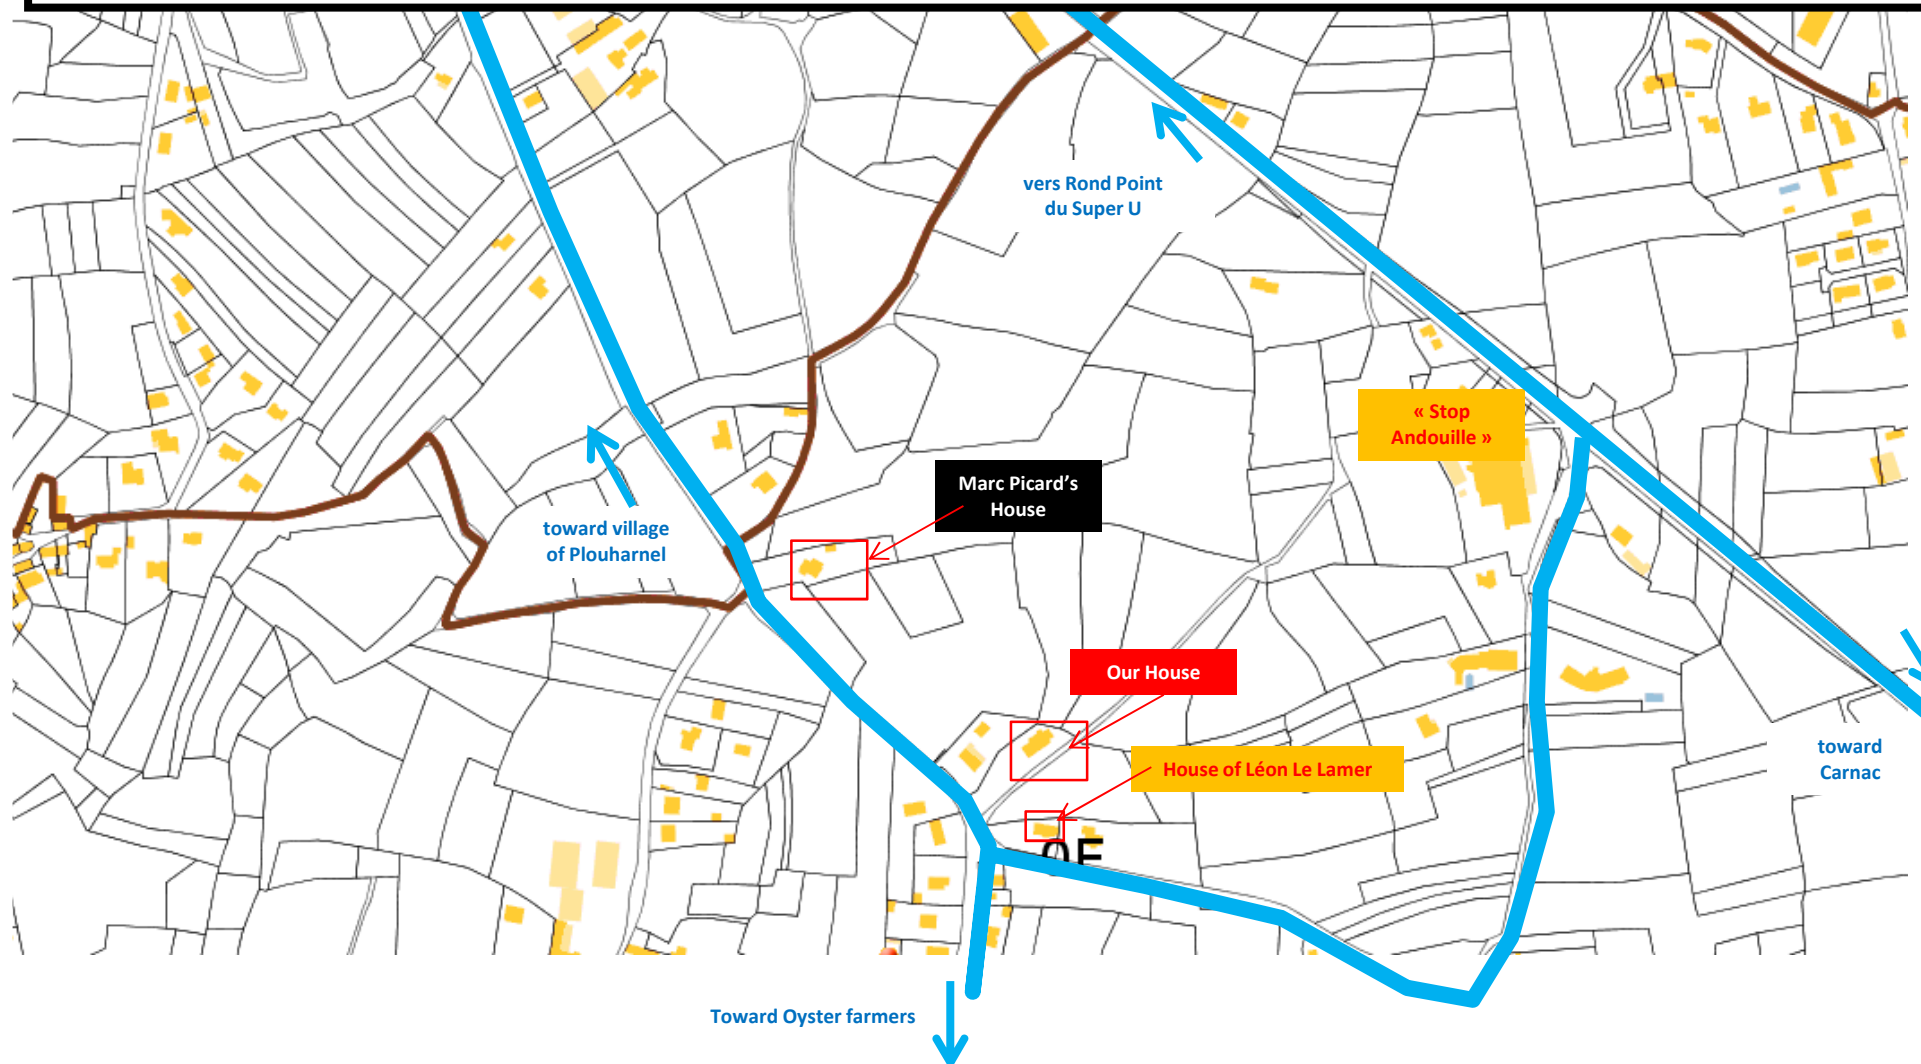 vers Rond Point
du Super U
« Stop
Andouille »
Marc Picard's
House
toward village
of Plouharnel
Our House
toward
Carnac
House of Léon Le Lamer
Toward Oyster farmers